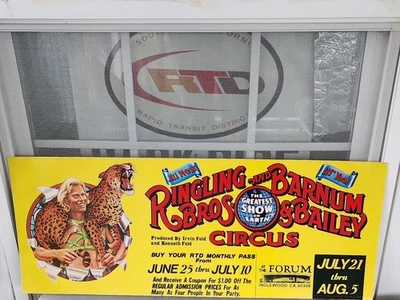 RTD
RAPID TRANSIT DISTRICT
All New!
RINGLING AND BARNUM
BROS & BAILEY
THE GREATEST SHOW ON EARTH
CIRCUS
Produced By Irvin Feld
and Kenneth Feld
BUY YOUR RTD MONTHLY PASS
From
JUNE 25 thru JULY 10
And Receive A Coupon For $1.00 Off The
REGULAR ADMISSION PRICES For As
Many As Four People In Your Party.
THE FORUM
INGLEWOOD, CA
JULY 21
thru
AUG. 5